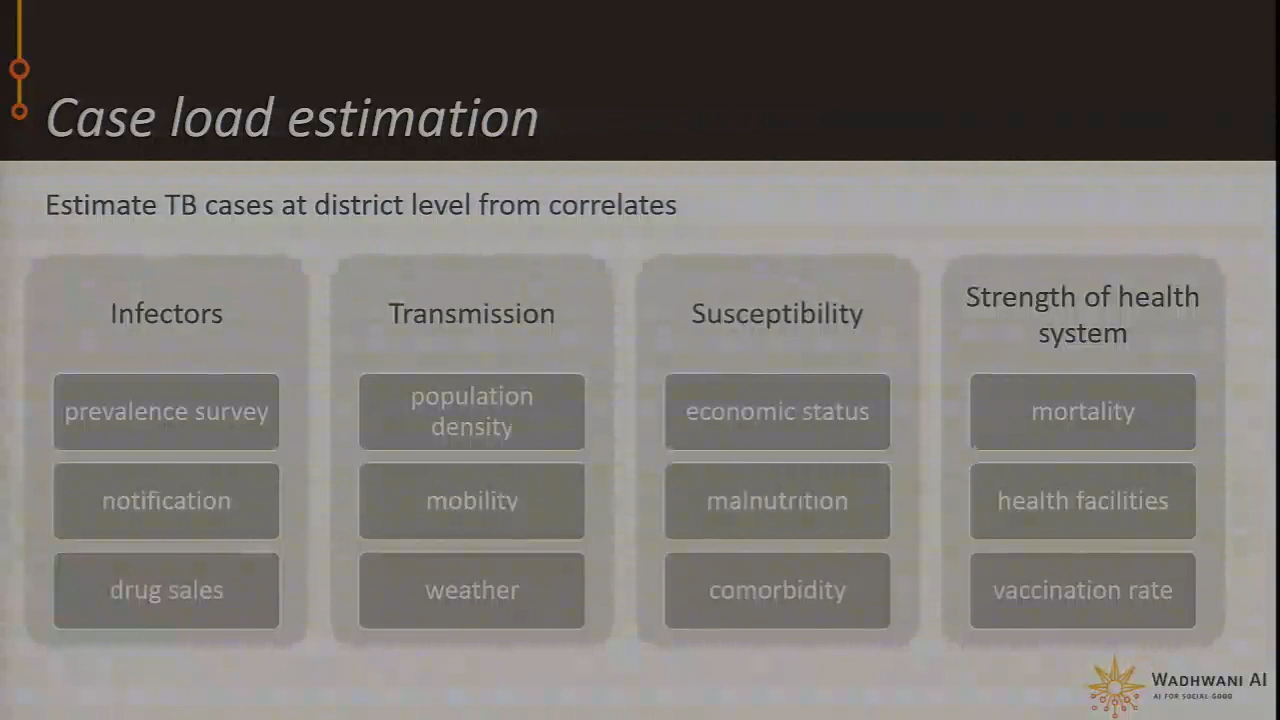 Case load estimation
Estimate TB cases at district level from correlates
Infectors
prevalence survey
notification
drug sales
Transmission
population
density
mobility
weather
Susceptibility
economic status
malnutrition
comorbidity
Strength of health
system
mortality
health facilities
vaccination rate
WADHWANI AI
AI FOR SOCIAL GOOD